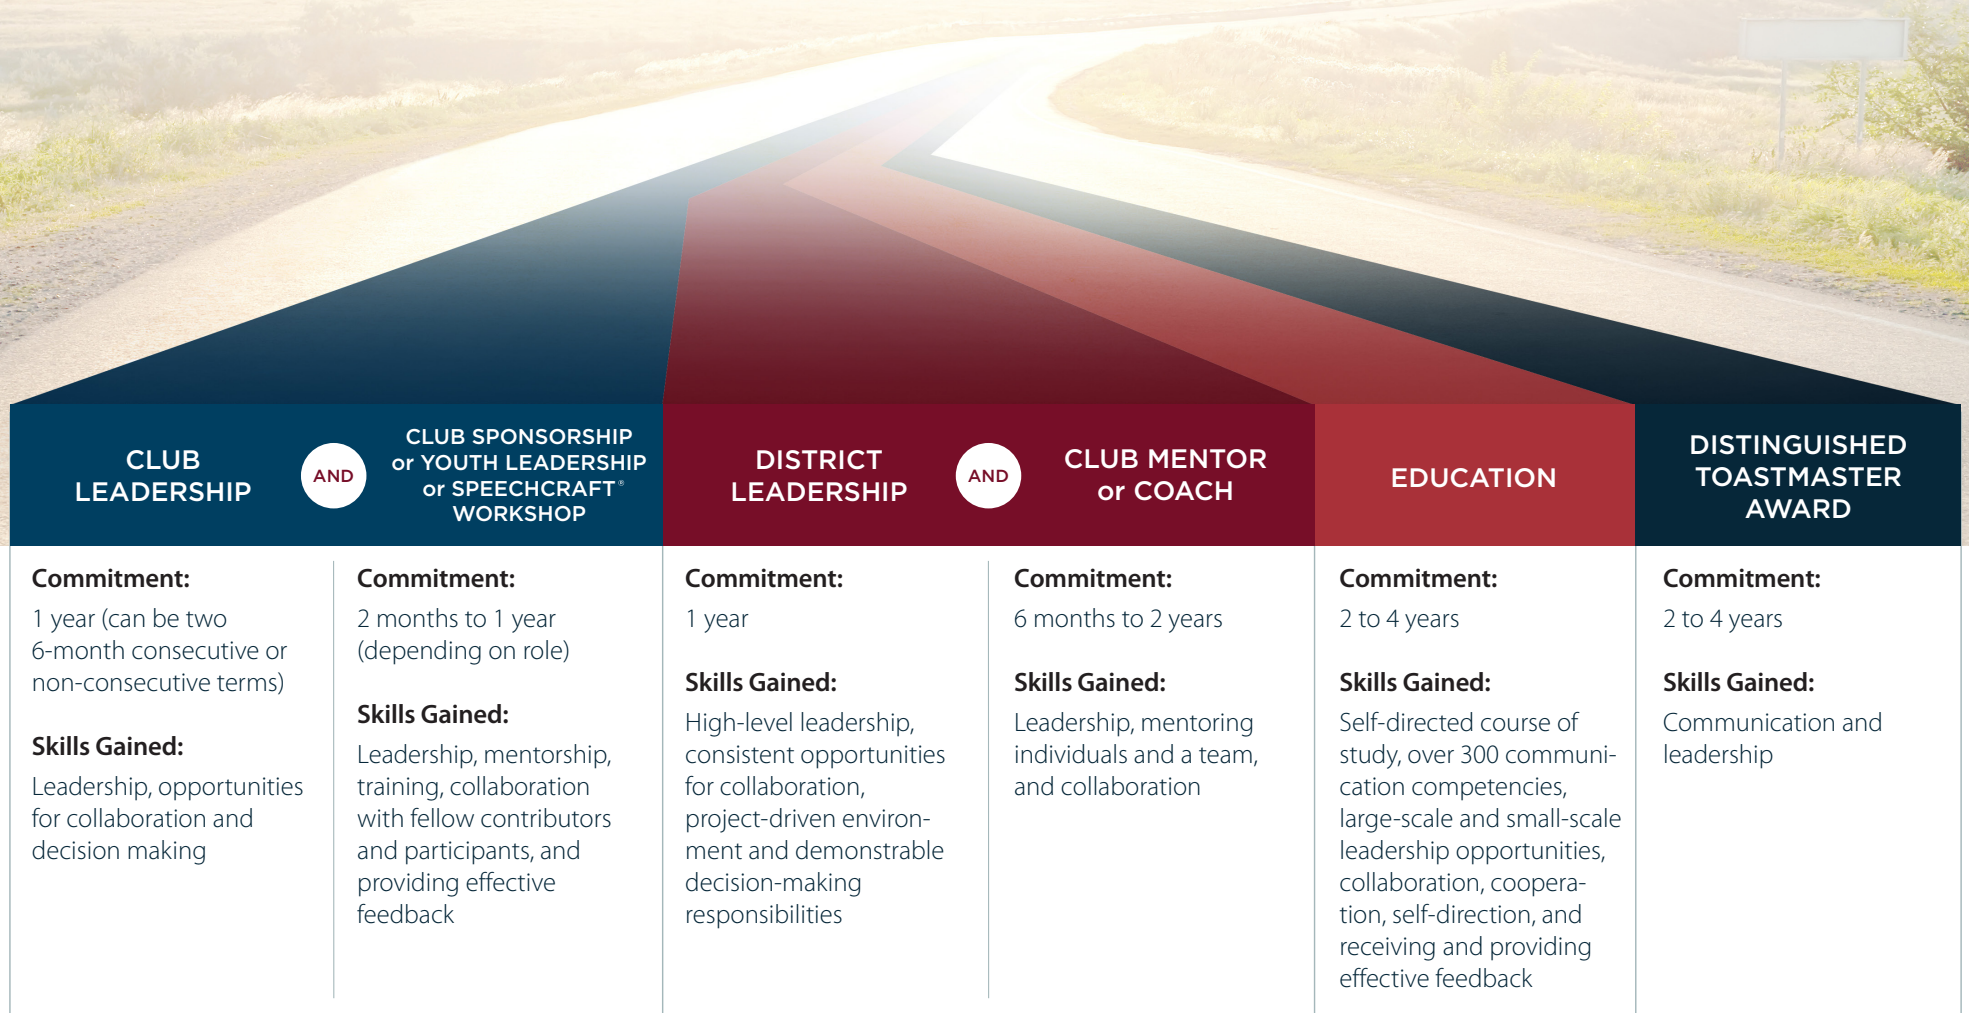 CLUB
LEADERSHIP
AND
CLUB SPONSORSHIP
or YOUTH LEADERSHIP
or SPEECHCRAFT®
WORKSHOP
DISTRICT
LEADERSHIP
AND
CLUB MENTOR
or COACH
EDUCATION
DISTINGUISHED
TOASTMASTER
AWARD
Commitment:
1 year (can be two
6-month consecutive or
non-consecutive terms)
Skills Gained:
Leadership, opportunities
for collaboration and
decision making
Commitment:
2 months to 1 year
(depending on role)
Skills Gained:
Leadership, mentorship,
training, collaboration
with fellow contributors
and participants, and
providing effective
feedback
Commitment:
1 year
Skills Gained:
High-level leadership,
consistent opportunities
for collaboration,
project-driven environ-
ment and demonstrable
decision-making
responsibilities
Commitment:
6 months to 2 years
Skills Gained:
Leadership, mentoring
individuals and a team,
and collaboration
Commitment:
2 to 4 years
Skills Gained:
Self-directed course of
study, over 300 communi-
cation competencies,
large-scale and small-scale
leadership opportunities,
collaboration, coopera-
tion, self-direction, and
receiving and providing
effective feedback
Commitment:
2 to 4 years
Skills Gained:
Communication and
leadership